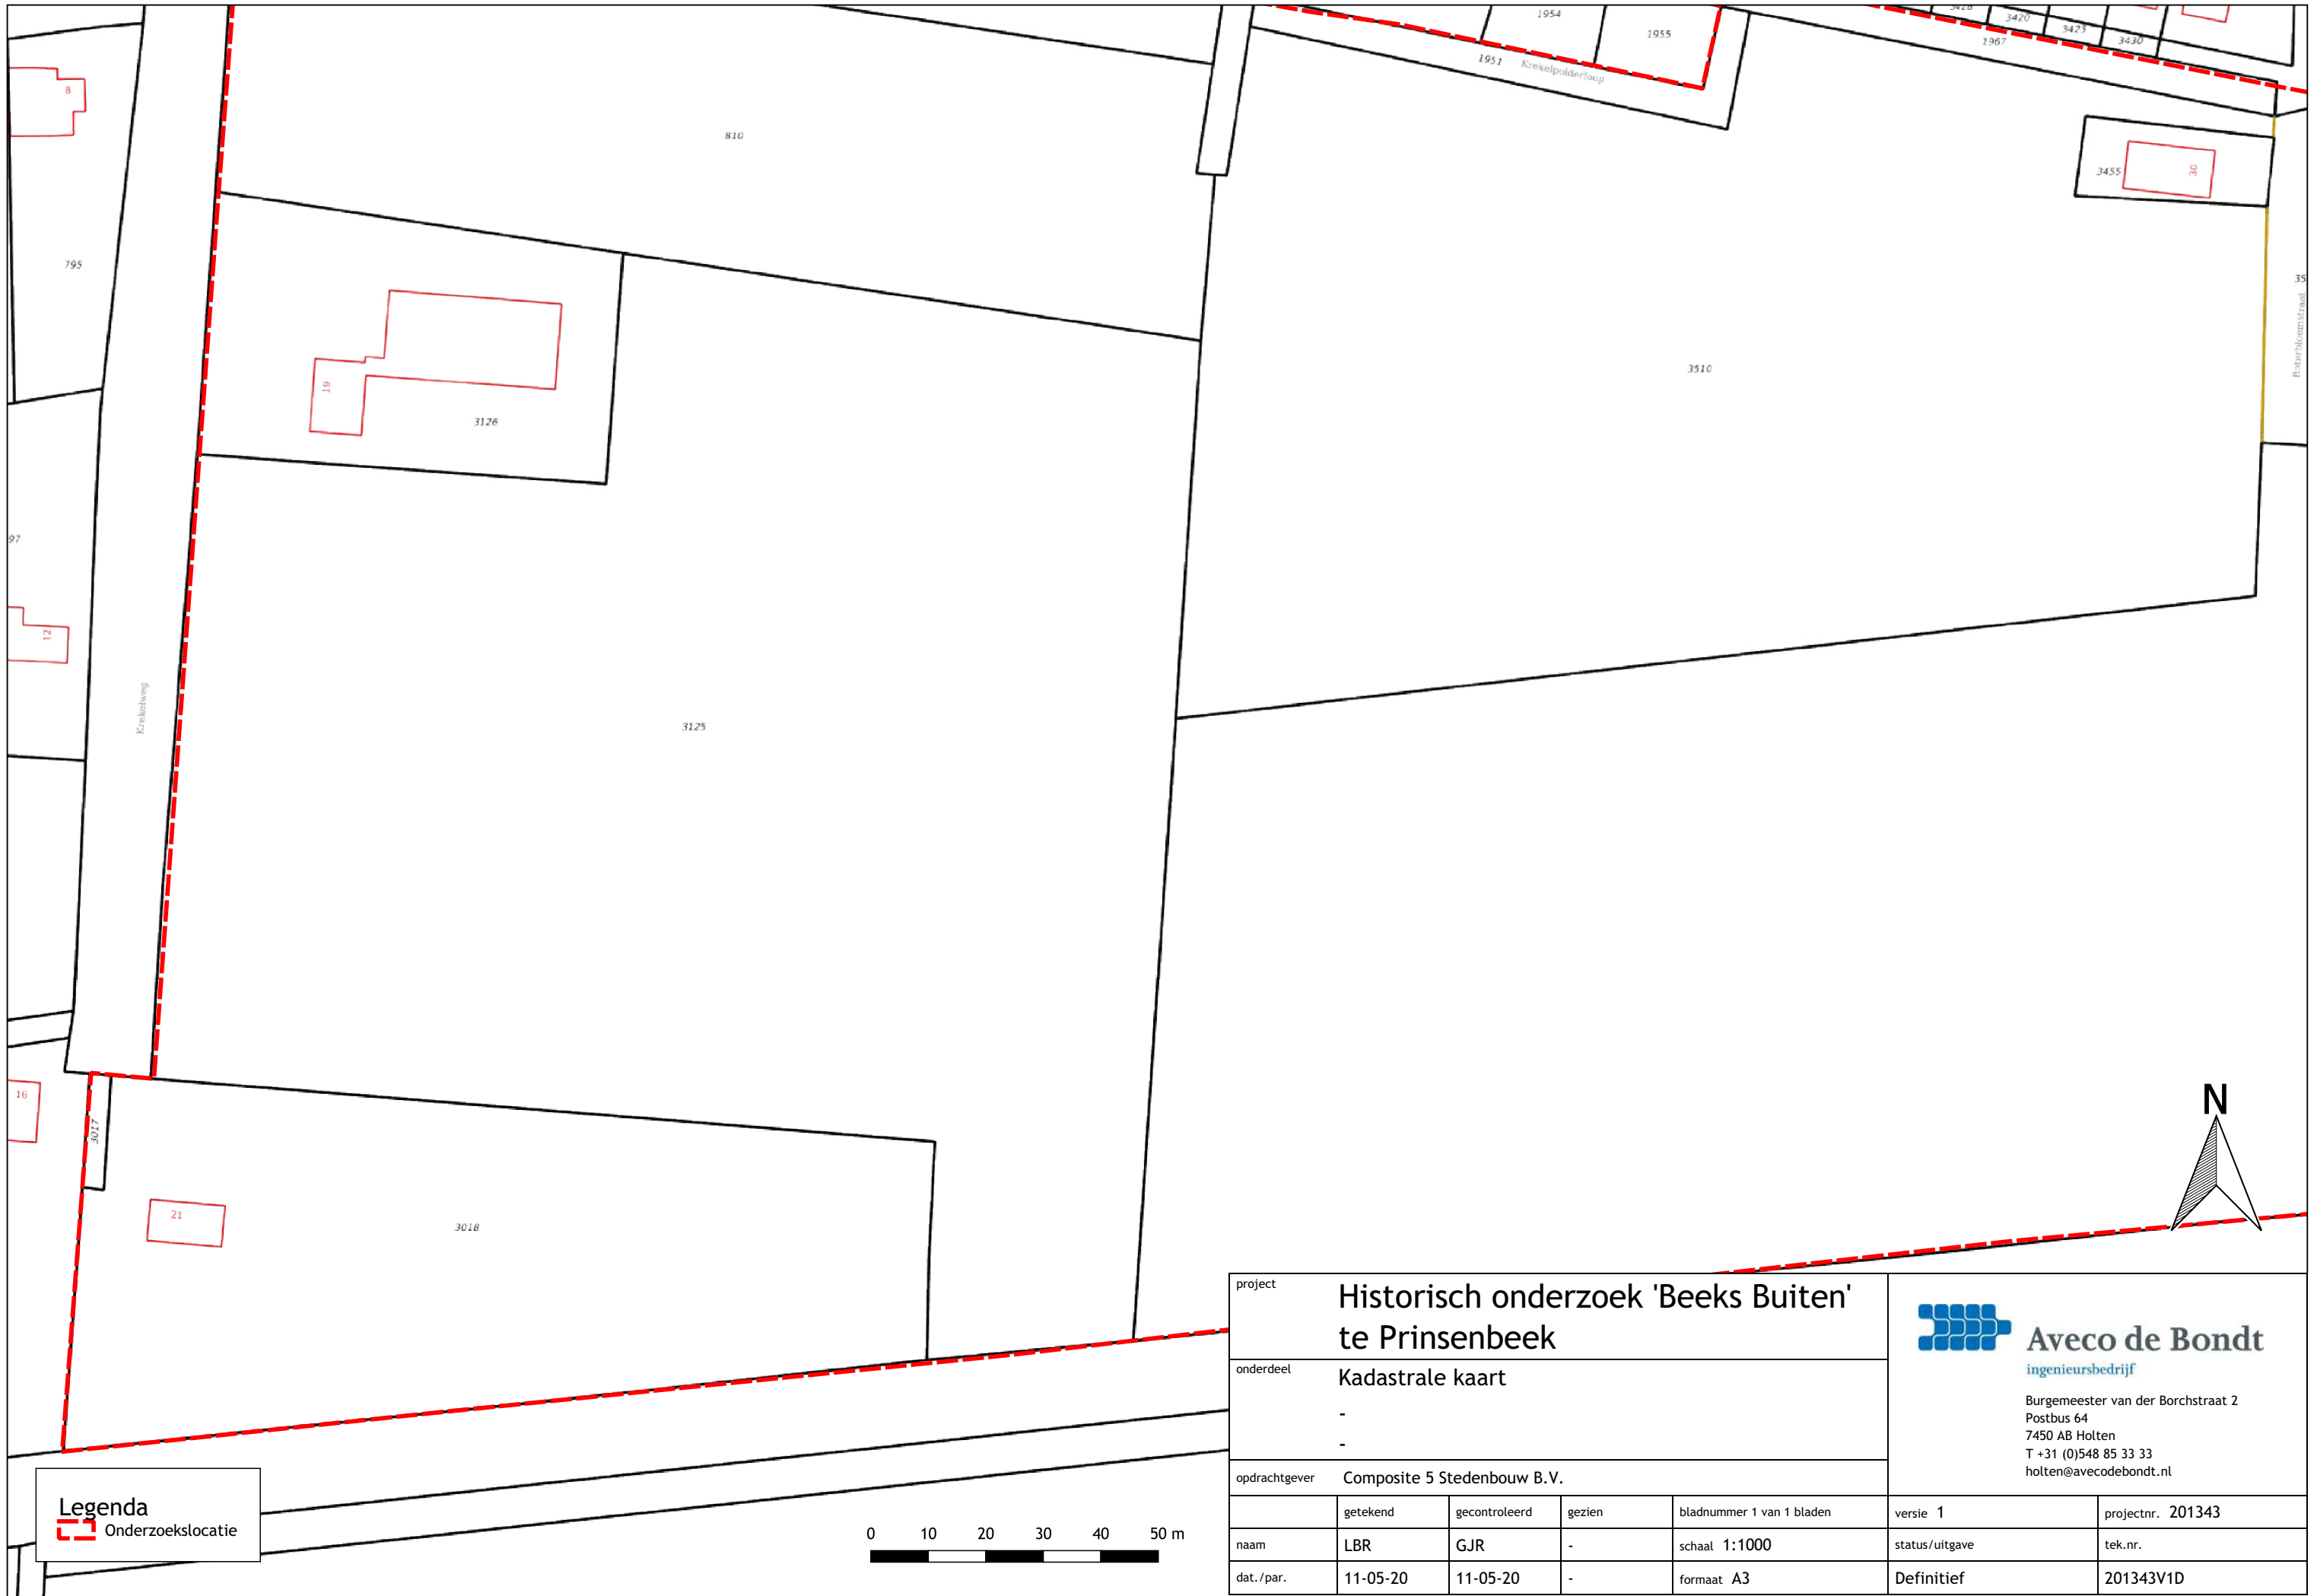 1954
1955
3420
3423
3430
1967
1951
Krekelpolderloop
8
810
3455
30
795
35
Boterbloemstraat
3510
19
3126
97
12
Krekelweg
3125
16
3017
21
3018
N
project
Historisch onderzoek 'Beeks Buiten'
te Prinsenbeek
onderdeel
Kadastrale kaart
-
-
opdrachtgever Composite 5 Stedenbouw B.V.
Aveco de Bondt
ingenieursbedrijf
Burgemeester van der Borchstraat 2
Postbus 64
7450 AB Holten
T +31 (0)548 85 33 33
holten@avecodebondt.nl
getekend gecontroleerd gezien bladnummer 1 van 1 bladen versie 1 projectnr. 201343
naam LBR GJR - schaal 1:1000 status/uitgave tek.nr.
dat./par. 11-05-20 11-05-20 - formaat A3 Definitief 201343V1D
Legenda
Onderzoekslocatie
0 10 20 30 40 50 m